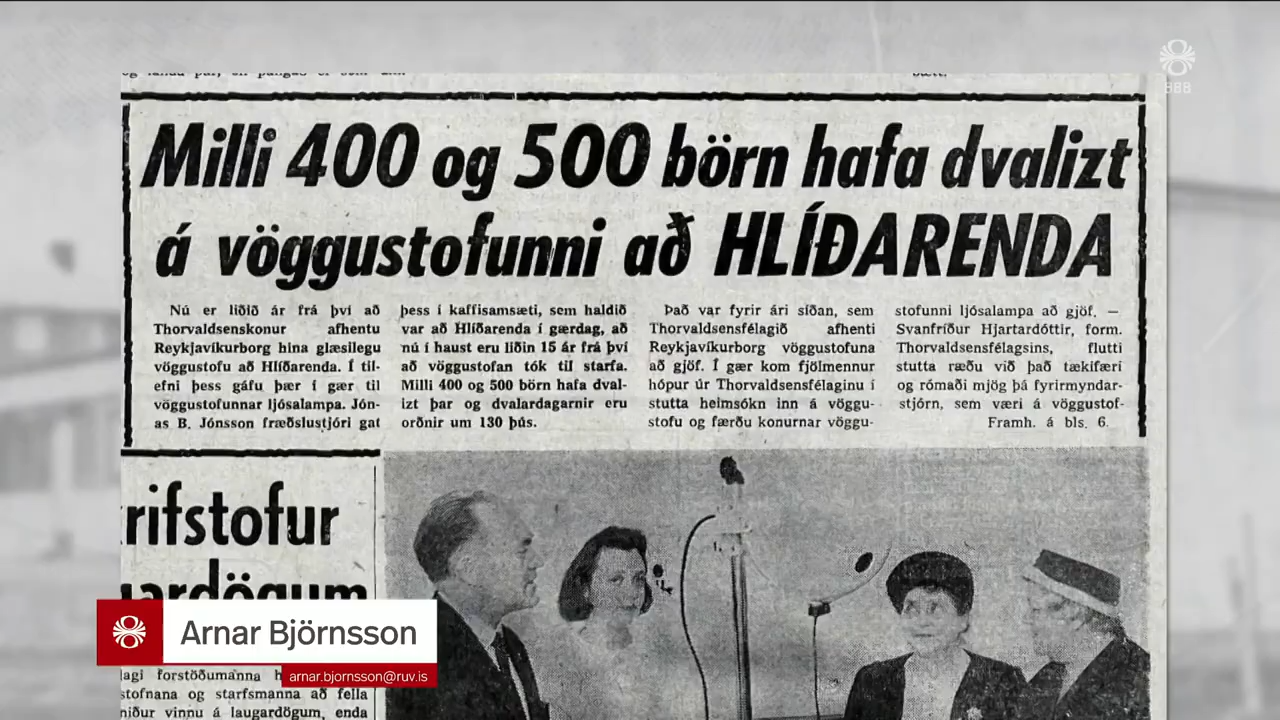 Milli 400 og 500 börn hafa dvalizt
á vöggustofunni að HLÍÐARENDA
Nú er liðið ár frá því að
Thorvaldsenskonur afhentu
Reykjavíkurborg hina glæsilegu
vöggustofu að Hlíðarenda. Í til-
efni þess gáfu þær í gær til
vöggustofunnar ljósalampa. Jón-
as B. Jónsson fræðslustjóri gat
þess í kaffisamsæti, sem haldið
var að Hlíðarenda í gærdag, að
nú í haust eru liðin 15 ár frá því
að vöggustofan tók til starfa.
Milli 400 og 500 börn hafa dval-
izt þar og dvalardagarnir eru
orðnir um 130 þús.
Það var fyrir ári síðan, sem
Thorvaldsensfélagið afhenti
Reykjavíkurborg vöggustofuna
að gjöf. Í gær kom fjölmennur
hópur úr Thorvaldsensfélaginu í
stutta heimsókn inn á vöggu-
stofu og færðu konurnar vöggu-
stofunni ljósalampa að gjöf. —
Svanfríður Hjartardóttir, form.
Thorvaldsensfélagsins, flutti
stutta ræðu við það tækifæri
og rómaði mjög þá fyrirmyndar-
stjórn, sem væri á vöggustof-
Framh. á bls. 6.
rifstofur
ardögum
Arnar Björnsson
arnar.bjornsson@ruv.is
lagi forstöðumanna
stofnana og starfsmanna að fella
niður vinnu á laugardögum, enda